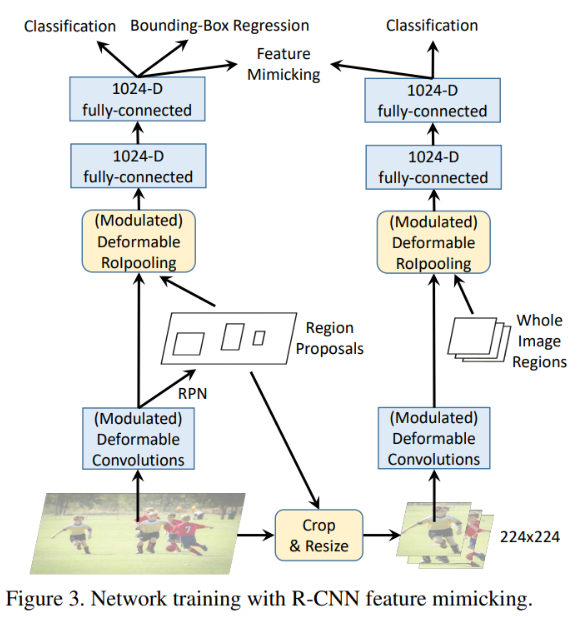 Classification
Bounding-Box Regression
Classification
Feature
Mimicking
1024-D
fully-connected
1024-D
fully-connected
1024-D
fully-connected
1024-D
fully-connected
(Modulated)
Deformable
RoIpooling
(Modulated)
Deformable
RoIpooling
Region
Proposals
Whole
Image
Regions
RPN
(Modulated)
Deformable
Convolutions
(Modulated)
Deformable
Convolutions
Crop
& Resize
224x224
Figure 3. Network training with R-CNN feature mimicking.